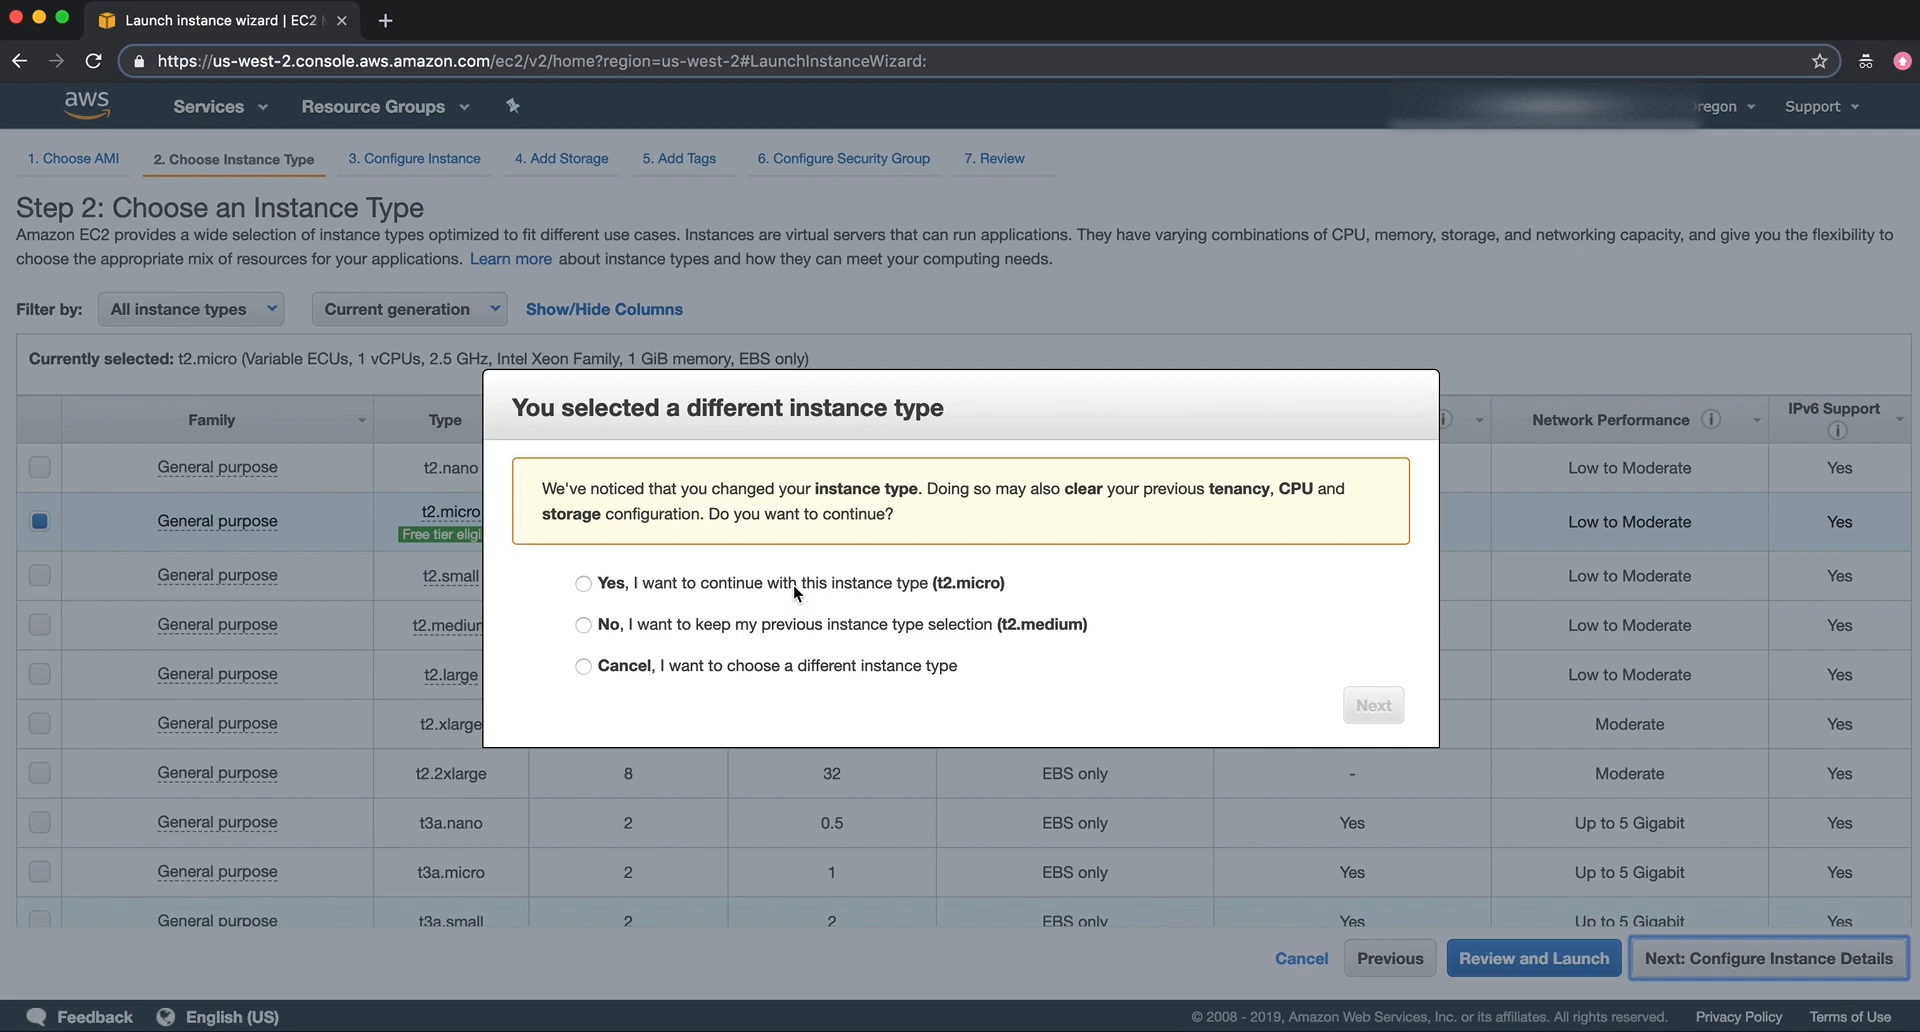 Launch instance wizard | EC2
https://us-west-2.console.aws.amazon.com/ec2/v2/home?region=us-west-2#LaunchInstanceWizard:
aws
Services
Resource Groups
Support
1. Choose AMI
2. Choose Instance Type
3. Configure Instance
4. Add Storage
5. Add Tags
6. Configure Security Group
7. Review
Step 2: Choose an Instance Type
Amazon EC2 provides a wide selection of instance types optimized to fit different use cases. Instances are virtual servers that can run applications. They have varying combinations of CPU, memory, storage, and networking capacity, and give you the flexibility to
choose the appropriate mix of resources for your applications. Learn more about instance types and how they can meet your computing needs.
Filter by: All instance types Current generation Show/Hide Columns
Currently selected: t2.micro (Variable ECUs, 1 vCPUs, 2.5 GHz, Intel Xeon Family, 1 GiB memory, EBS only)
Family Type Network Performance IPv6 Support
General purpose t2.nano Low to Moderate Yes
General purpose t2.micro Low to Moderate Yes
Free tier
General purpose t2.small Low to Moderate Yes
General purpose Low to Moderate Yes
General purpose t2.large Low to Moderate Yes
General purpose t2.xlarge Moderate Yes
General purpose t2.2xlarge 8 32 EBS only - Moderate Yes
General purpose t3a.nano 2 0.5 EBS only Yes Up to 5 Gigabit Yes
General purpose t3a.micro 2 1 EBS only Yes Up to 5 Gigabit Yes
General purpose t3a.small 2 2 EBS only Yes Up to 5 Gigabit Yes
You selected a different instance type
We've noticed that you changed your instance type. Doing so may also clear your previous tenancy, CPU and
storage configuration. Do you want to continue?
Yes, I want to continue with this instance type (t2.micro)
No, I want to keep my previous instance type selection (t2.medium)
Cancel, I want to choose a different instance type
Next
Cancel
Previous
Review and Launch
Next: Configure Instance Details
Feedback
English (US)
© 2008 - 2019, Amazon Web Services, Inc. or its affiliates. All rights reserved.
Privacy Policy
Terms of Use